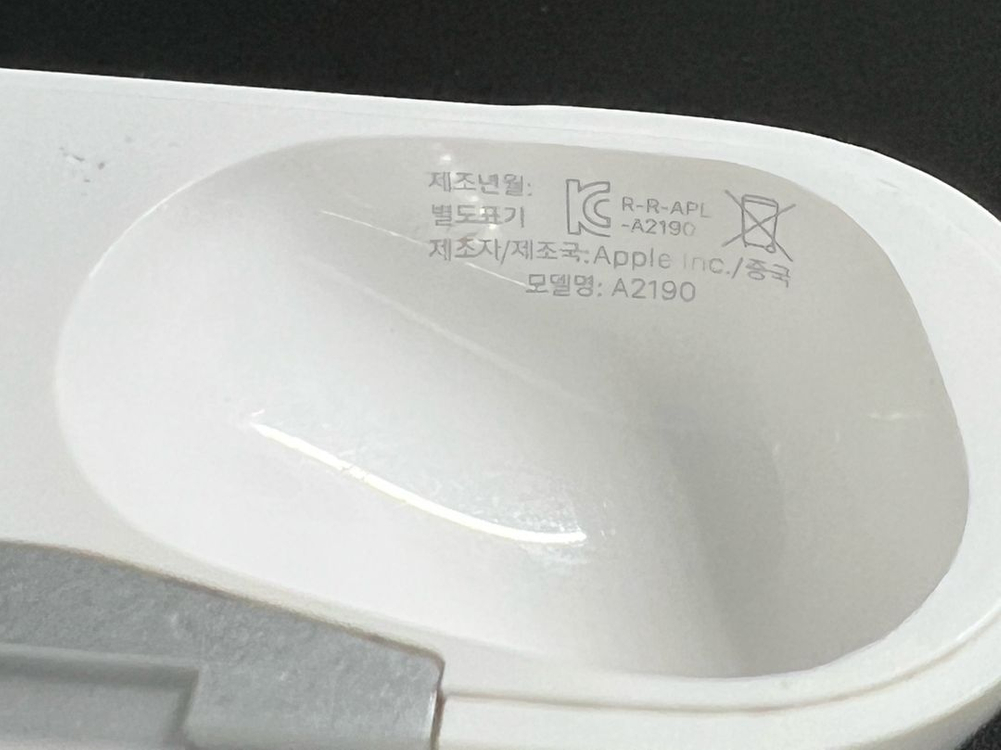 제조년월:
별도표기
KC R-R-APL
-A2190
제조자/제조국:Apple Inc./중국
모델명: A2190